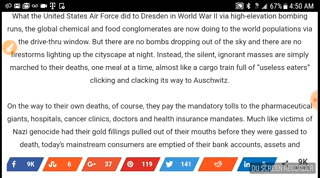 67% 4:50 AM
What the United States Air Force did to Dresden in World War II via high-elevation bombing
runs, the global chemical and food conglomerates are now doing to the world populations via
the drive-thru window. But there are no bombs dropping out of the sky and there are no
firestorms lighting up the cityscape at night. Instead, the silent, ignorant masses are simply
marched to their deaths, one meal at a time, almost like a cargo train full of "useless eaters"
clicking and clacking its way to Auschwitz.
On the way to their own deaths, of course, they pay the mandatory tolls to the pharmaceutical
giants, hospitals, cancer clinics, doctors and health insurance mandates. Much like victims of
Nazi genocide had their gold fillings pulled out of their mouths before they were gassed to
death, today's mainstream consumers are emptied of their bank accounts, assets and
9K 6 37 119 141 9K
DU SCREEN RECORDER